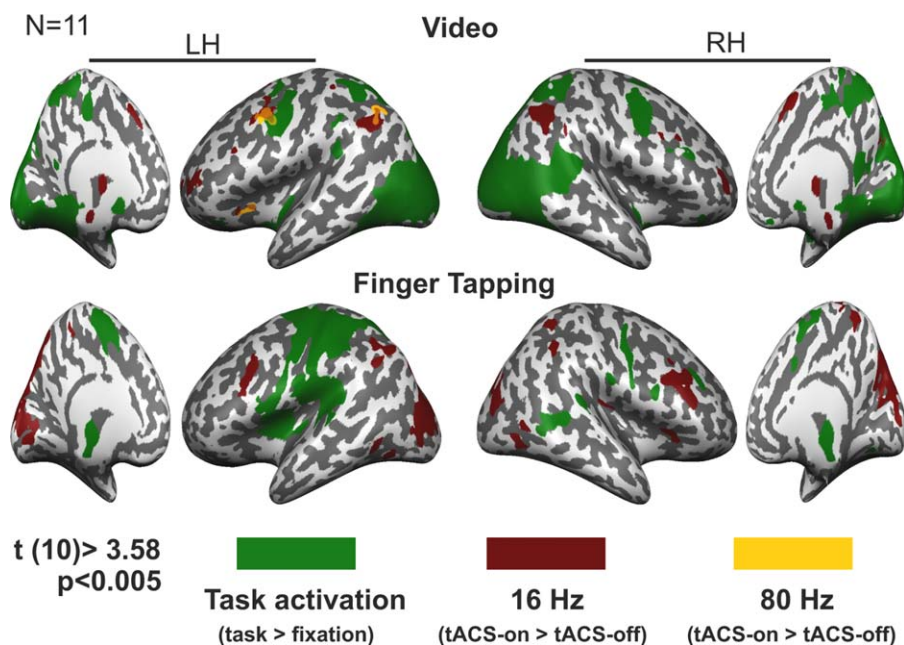 N=11
Video
LH
RH
Finger Tapping
t (10)> 3.58
p<0.005
Task activation
(task > fixation)
16 Hz
(tACS-on > tACS-off)
80 Hz
(tACS-on > tACS-off)